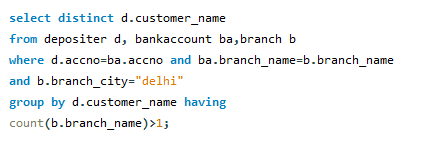 select distinct d.customer_name
from depositer d, bankaccount ba,branch b
where d.accno=ba.accno and ba.branch_name=b.branch_name
and b.branch_city="delhi"
group by d.customer_name having
count(b.branch_name)>1;